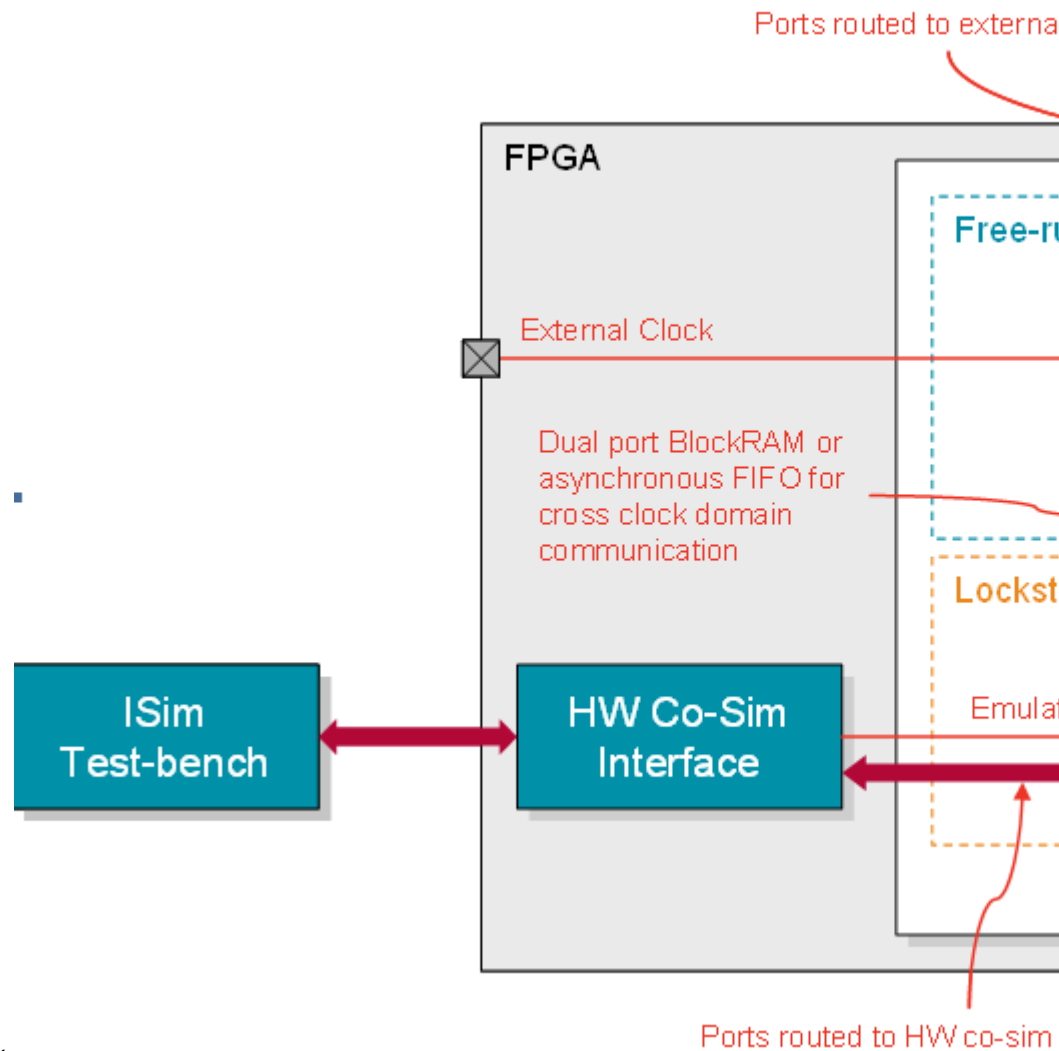 Ports routed to externa
FPGA
Free-ru
External Clock
Dual port BlockRAM or
asynchronous FIFO for
cross clock domain
communication
Lockst
Emulat
ISim
Test-bench
HW Co-Sim
Interface
Ports routed to HW co-sim